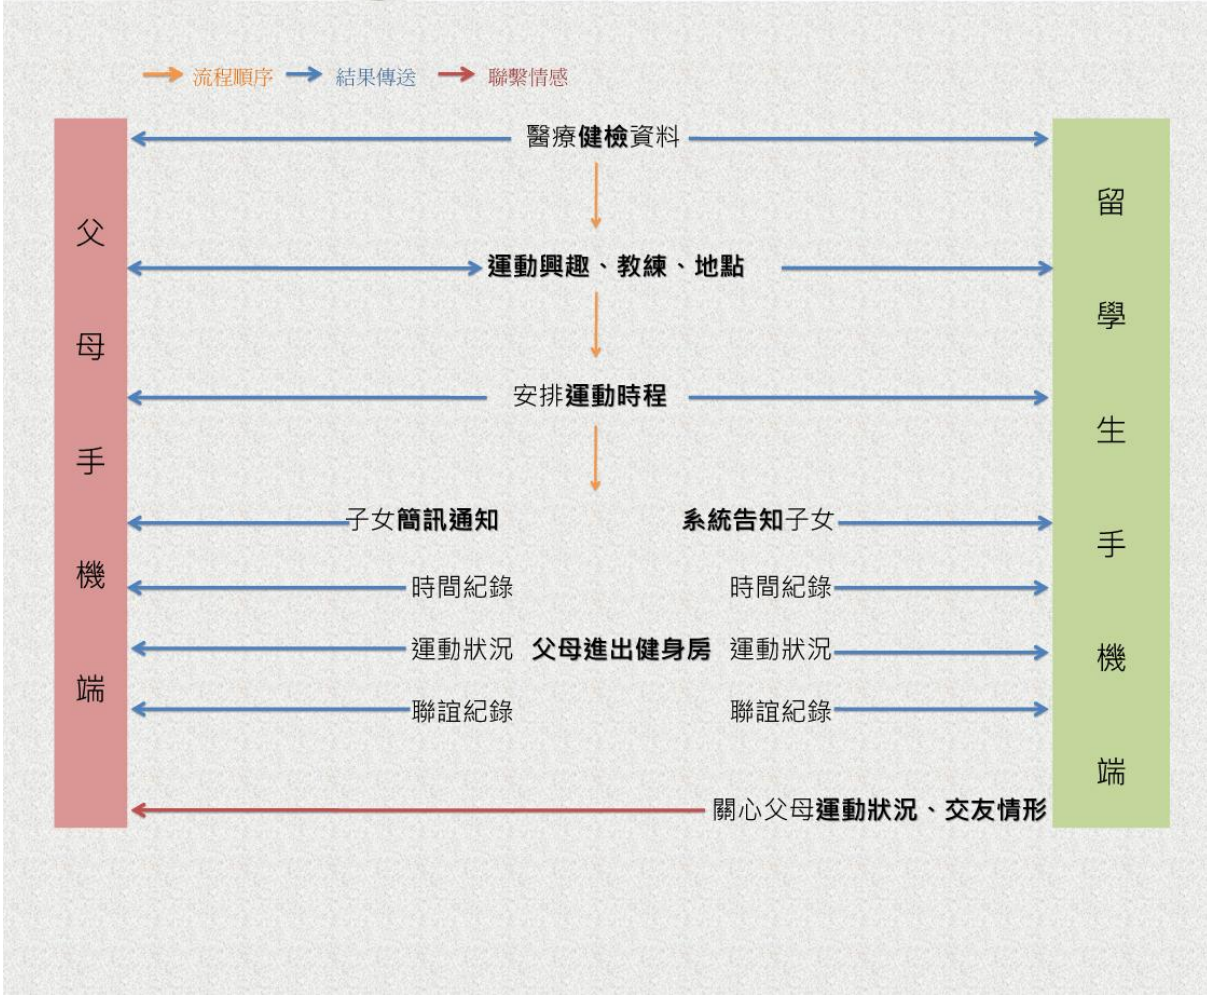 流程順序 結果傳送 聯繫情感
父母手機端
留學生手機端
醫療健檢資料
運動興趣、教練、地點
安排運動時程
子女簡訊通知 系統告知子女
時間紀錄 時間紀錄
運動狀況 父母進出健身房 運動狀況
聯誼紀錄 聯誼紀錄
關心父母運動狀況、交友情形